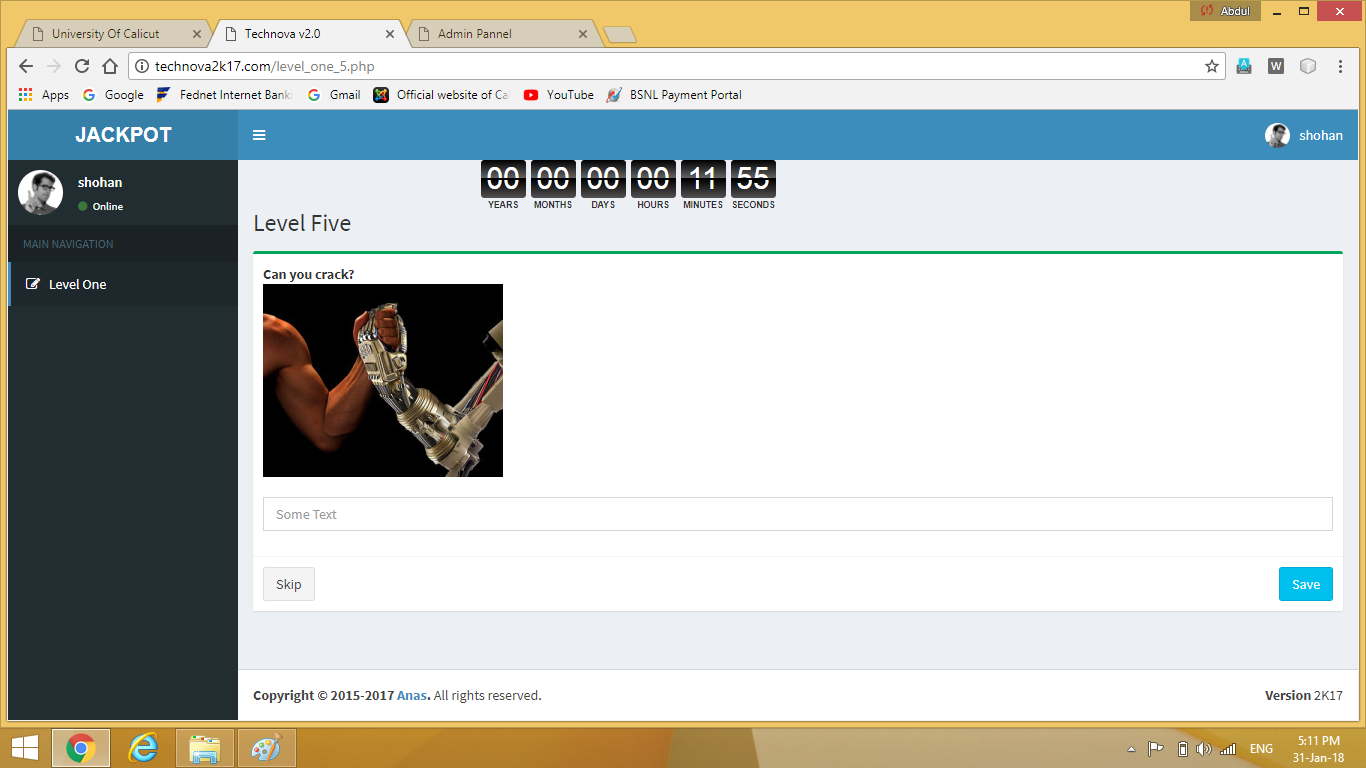 Abdul
University Of Calicut
Technova v2.0
Admin Pannel
technova2k17.com/level_one_5.php
Apps Google Fednet Internet Bank Gmail Official website of Ca YouTube BSNL Payment Portal
JACKPOT
shohan
shohan
Online
00 00 00 00 11 55
YEARS MONTHS DAYS HOURS MINUTES SECONDS
MAIN NAVIGATION
Level One
Level Five
Can you crack?
Some Text
Skip
Save
Copyright © 2015-2017 Anas. All rights reserved.
Version 2K17
ENG
5:11 PM
31-Jan-18